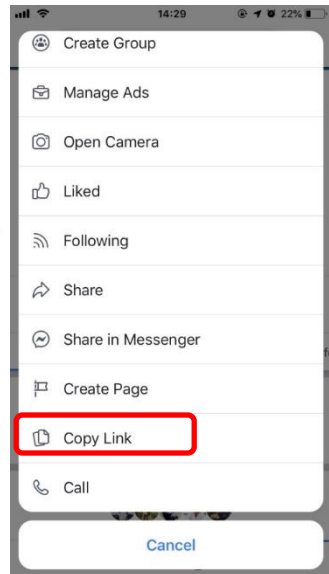 14:29 22%
Create Group
Manage Ads
Open Camera
Liked
Following
Share
Share in Messenger
Create Page
Copy Link
Call
Cancel